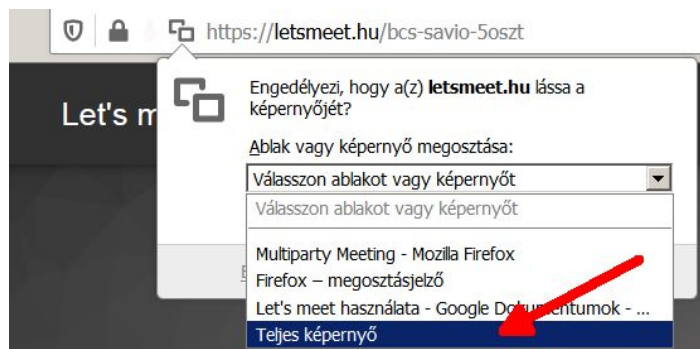 https://letsmeet.hu/bcs-savio-5oszt
Let's m
Engedélyezi, hogy a(z) letsmeet.hu lássa a
képernyőjét?
Ablak vagy képernyő megosztása:
Válasszon ablakot vagy képernyőt
Válasszon ablakot vagy képernyőt
Multiparty Meeting - Mozilla Firefox
Firefox – megosztásjelző
Let's meet használata - Google Dokumentumok - ...
Teljes képernyő